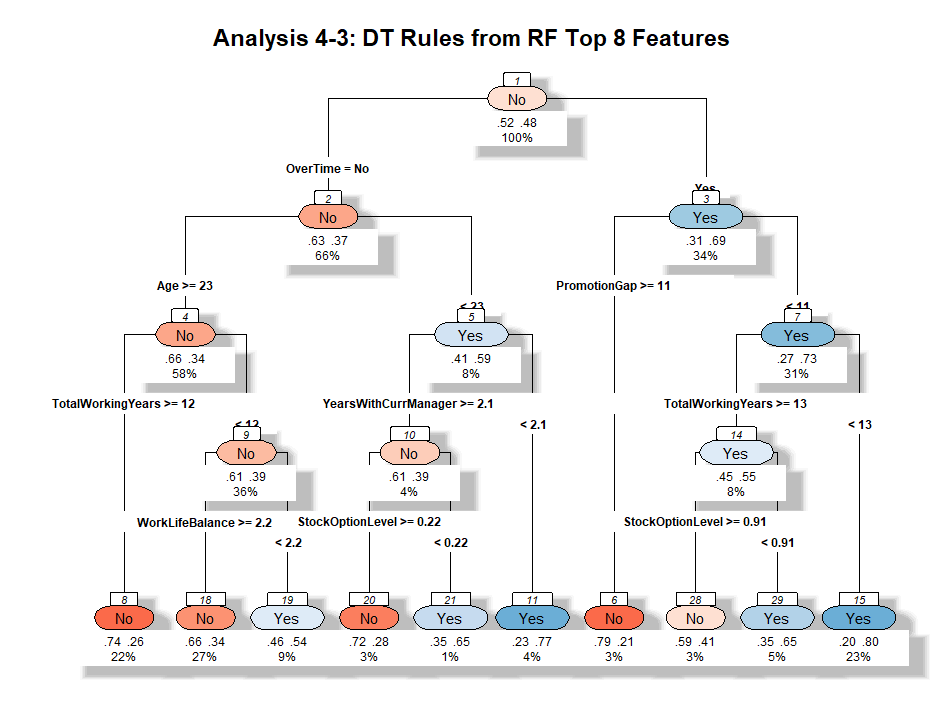 Analysis 4-3: DT Rules from RF Top 8 Features
1
No
.52 .48
100%
OverTime = No
Yes
2
No
.63 .37
66%
3
Yes
.31 .69
34%
Age >= 23
< 23
PromotionGap >= 11
< 11
4
No
.66 .34
58%
5
Yes
.41 .59
8%
7
Yes
.27 .73
31%
TotalWorkingYears >= 12
< 12
YearsWithCurrManager >= 2.1
< 2.1
TotalWorkingYears >= 13
< 13
9
No
.61 .39
36%
10
No
.61 .39
4%
14
Yes
.45 .55
8%
WorkLifeBalance >= 2.2
< 2.2
StockOptionLevel >= 0.22
< 0.22
StockOptionLevel >= 0.91
< 0.91
8
No
.74 .26
22%
18
No
.66 .34
27%
19
Yes
.46 .54
9%
20
No
.72 .28
3%
21
Yes
.35 .65
1%
11
Yes
.23 .77
4%
6
No
.79 .21
3%
28
No
.59 .41
3%
29
Yes
.35 .65
5%
15
Yes
.20 .80
23%